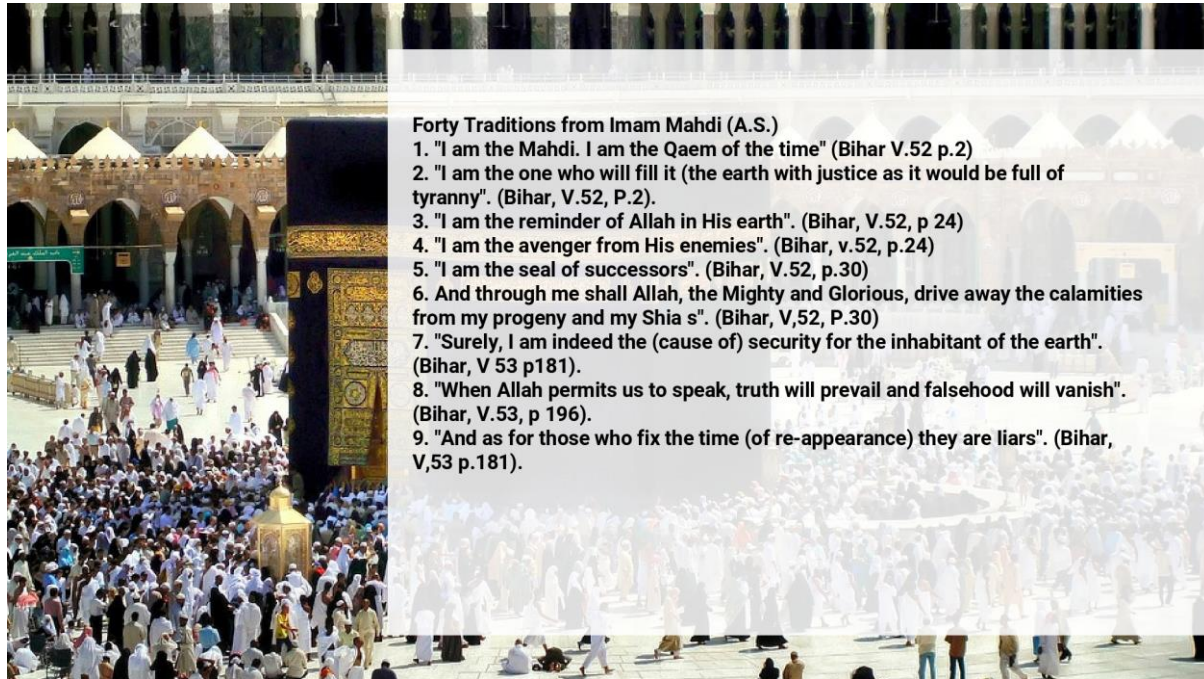 Forty Traditions from Imam Mahdi (A.S.)
1. "I am the Mahdi. I am the Qaem of the time" (Bihar V.52 p.2)
2. "I am the one who will fill it (the earth with justice as it would be full of
tyranny". (Bihar, V.52, P.2).
3. "I am the reminder of Allah in His earth". (Bihar, V.52, p 24)
4. "I am the avenger from His enemies". (Bihar, v.52, p.24)
5. "I am the seal of successors". (Bihar, V.52, p.30)
6. And through me shall Allah, the Mighty and Glorious, drive away the calamities
from my progeny and my Shia s". (Bihar, V,52, P.30)
7. "Surely, I am indeed the (cause of) security for the inhabitant of the earth".
(Bihar, V 53 p181).
8. "When Allah permits us to speak, truth will prevail and falsehood will vanish".
(Bihar, V.53, p 196).
9. "And as for those who fix the time (of re-appearance) they are liars". (Bihar,
V,53 p.181).